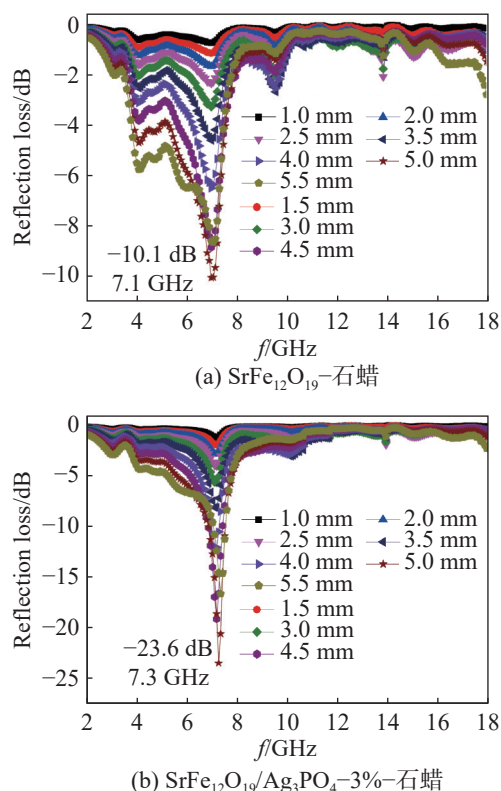 0
−2
−4
−6
−8
−10
Reflection loss/dB
1.0 mm 2.0 mm
2.5 mm 3.5 mm
4.0 mm 5.0 mm
5.5 mm
1.5 mm
3.0 mm
4.5 mm
−10.1 dB
7.1 GHz
2 4 6 8 10 12 14 16 18
f/GHz
(a) SrFe₁₂O₁₉−石蜡
0
−5
−10
−15
−20
−25
Reflection loss/dB
1.0 mm 2.0 mm
2.5 mm 3.5 mm
4.0 mm 5.0 mm
5.5 mm
1.5 mm
3.0 mm
4.5 mm
−23.6 dB
7.3 GHz
2 4 6 8 10 12 14 16 18
f/GHz
(b) SrFe₁₂O₁₉/Ag₃PO₄−3%−石蜡